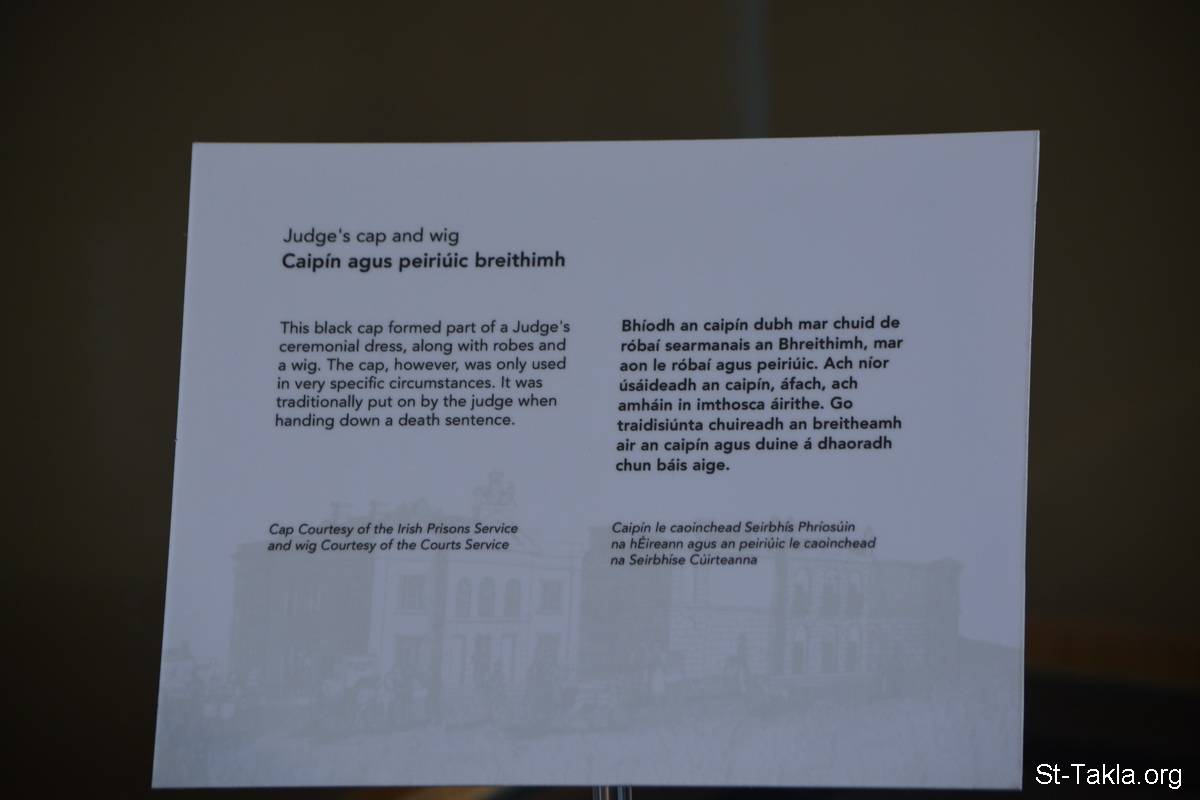 Judge's cap and wig
Caipín agus peiriúic breithimh
This black cap formed part of a Judge's
ceremonial dress, along with robes and
a wig. The cap, however, was only used
in very specific circumstances. It was
traditionally put on by the judge when
handing down a death sentence.
Cap Courtesy of the Irish Prisons Service
and wig Courtesy of the Courts Service
Bhíodh an caipín dubh mar chuid de
róbaí searmanais an Bhreithimh, mar
aon le róbaí agus peiriúic. Ach níor
úsáideadh an caipín, áfach, ach
amháin in imthosca áirithe. Go
traidisiúnta chuireadh an breitheamh
air an caipín agus duine á dhaoradh
chun báis aige.
Caipín le caoinchead Seirbhís Phríosúin
na hÉireann agus an peiriúic le caoinchead
na Seirbhíse Cúirteanna
St-Takla.org